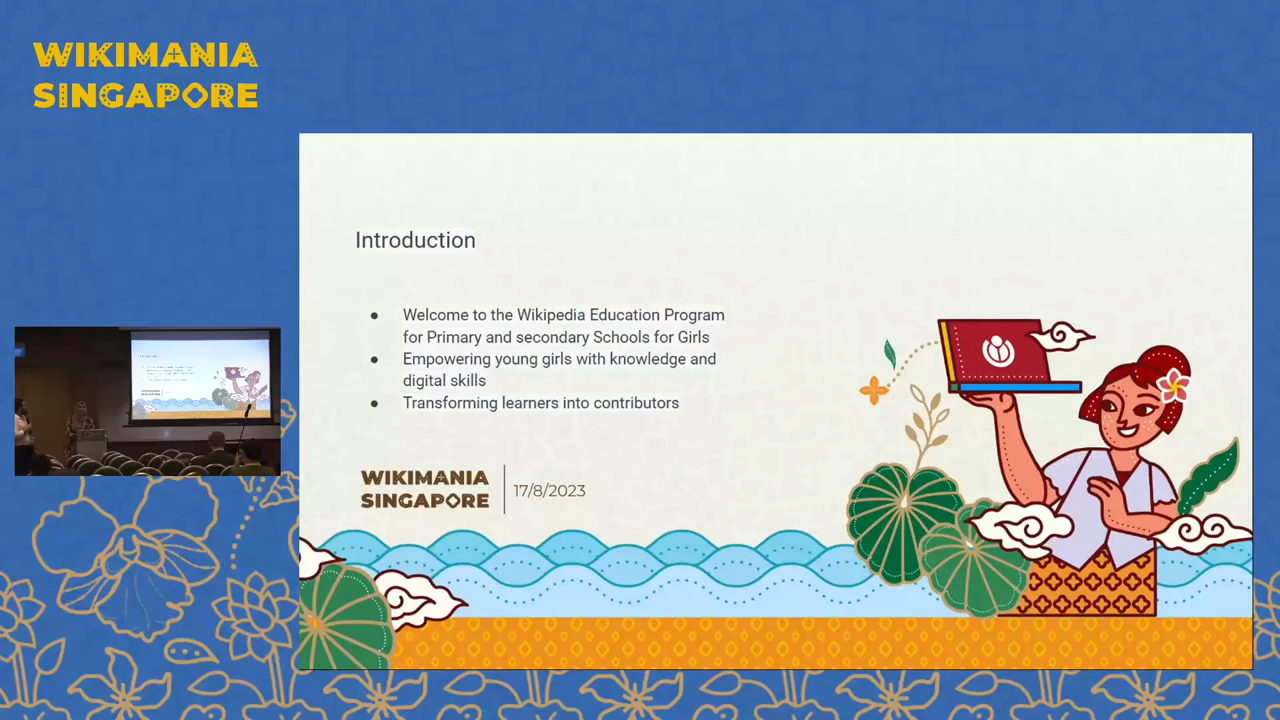 WIKIMANIA
SINGAPORE
Introduction
● Welcome to the Wikipedia Education Program
for Primary and secondary Schools for Girls
● Empowering young girls with knowledge and
digital skills
● Transforming learners into contributors
WIKIMANIA
SINGAPORE
17/8/2023